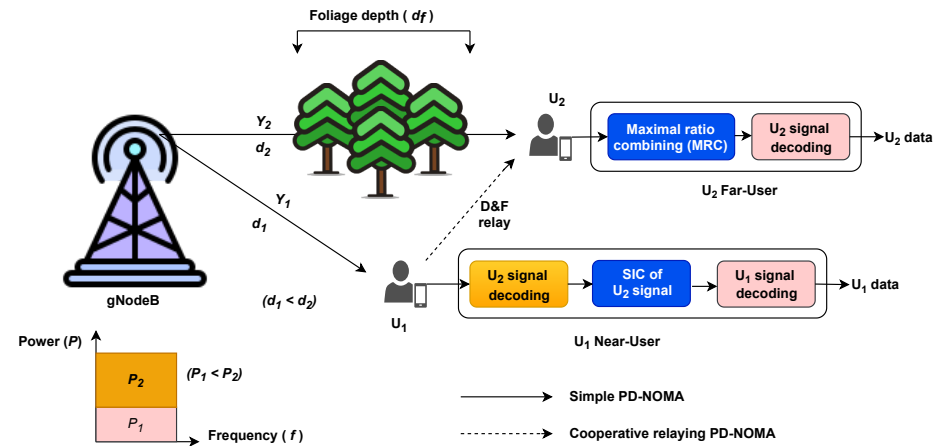 Foliage depth ( df )
U2
Y2
d2
Maximal ratio
combining (MRC)
U2 signal
decoding
U2 data
U2 Far-User
Y1
d1
D&F
relay
gNodeB
(d1 < d2)
U1
U2 signal
decoding
SIC of
U2 signal
U1 signal
decoding
U1 data
U1 Near-User
Power (P)
P2
(P1 < P2)
P1
Frequency ( f )
Simple PD-NOMA
Cooperative relaying PD-NOMA